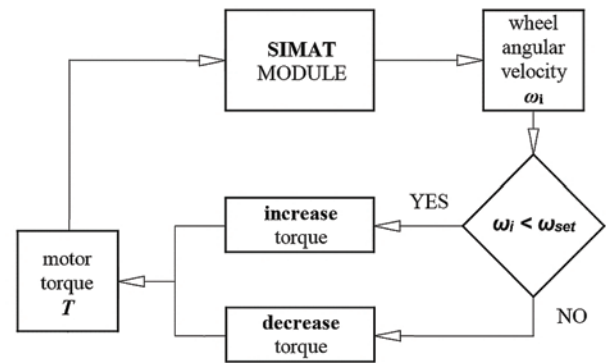 SIMAT
MODULE
wheel
angular
velocity
ωi
YES
ωi < ωset
increase
torque
motor
torque
T
NO
decrease
torque